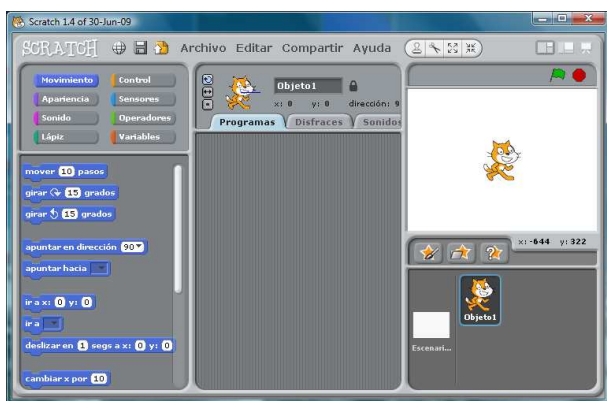 Scratch 1.4 of 30-Jun-09
SCRATCH Archivo Editar Compartir Ayuda
Movimiento Control
Apariencia Sensores
Sonido Operadores
Lápiz Variables
mover 10 pasos
girar 15 grados
girar 15 grados
apuntar en dirección 90
apuntar hacia
ir a x: 0 y: 0
ir a
deslizar en 1 segs a x: 0 y: 0
cambiar x por 10
Objeto1
x: 0 y: 0 dirección: 9
Programas Disfraces Sonidos
x: -644 y: 322
Objeto1
Escenari...